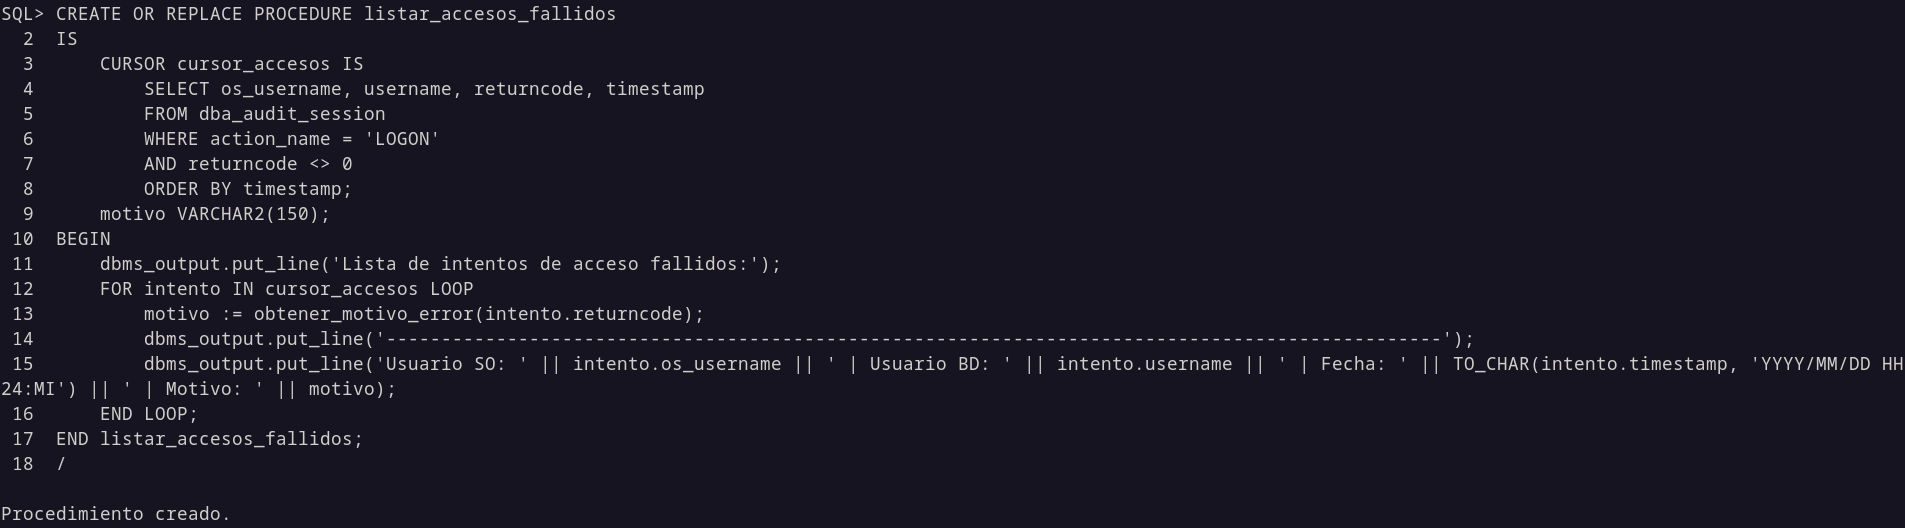 SQL> CREATE OR REPLACE PROCEDURE listar_accesos_fallidos
  2  IS
  3      CURSOR cursor_accesos IS
  4          SELECT os_username, username, returncode, timestamp
  5          FROM dba_audit_session
  6          WHERE action_name = 'LOGON'
  7          AND returncode <> 0
  8          ORDER BY timestamp;
  9      motivo VARCHAR2(150);
 10  BEGIN
 11      dbms_output.put_line('Lista de intentos de acceso fallidos:');
 12      FOR intento IN cursor_accesos LOOP
 13          motivo := obtener_motivo_error(intento.returncode);
 14          dbms_output.put_line('------------------------------------------------------------------------------------------------');
 15          dbms_output.put_line('Usuario SO: ' || intento.os_username || ' | Usuario BD: ' || intento.username || ' | Fecha: ' || TO_CHAR(intento.timestamp, 'YYYY/MM/DD HH
24:MI') || ' | Motivo: ' || motivo);
 16      END LOOP;
 17  END listar_accesos_fallidos;
 18  /
Procedimiento creado.